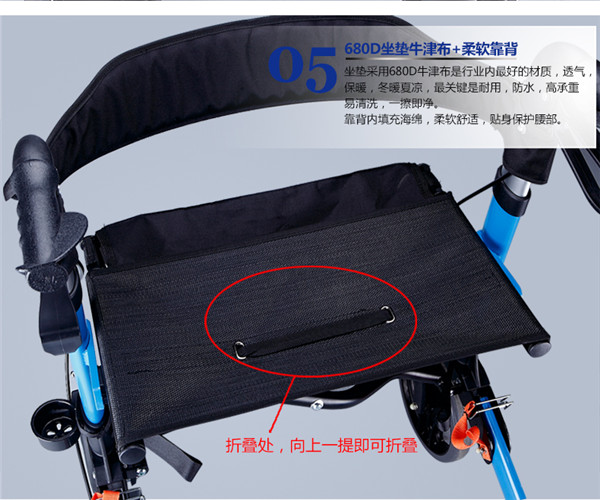 05
680D坐垫牛津布+柔软靠背
坐垫采用680D牛津布是行业内最好的材质，透气，
保暖，冬暖夏凉，最关键是耐用，防水，高承重
易清洗，一擦即净。
靠背内填充海绵，柔软舒适，贴身保护腰部。
折叠处，向上一提即可折叠